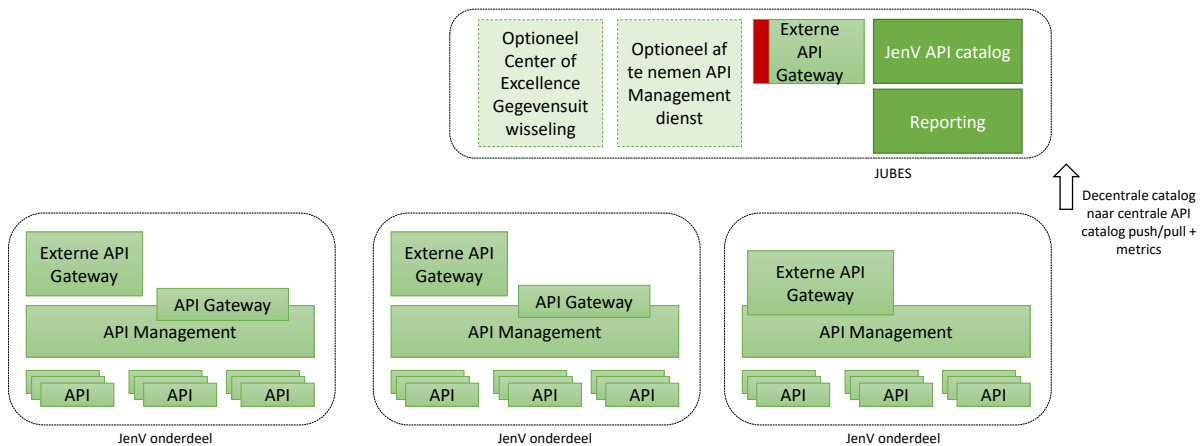 Optioneel
Center of
Excellence
Gegevensuit
wisseling
Optioneel af
te nemen API
Management
dienst
Externe
API
Gateway
JenV API catalog
Reporting
JUBES
Decentrale catalog
naar centrale API
catalog push/pull +
metrics
Externe API
Gateway
API Gateway
API Management
API
API
API
JenV onderdeel
Externe API
Gateway
API Gateway
API Management
API
API
API
JenV onderdeel
Externe API
Gateway
API Management
API
API
API
JenV onderdeel